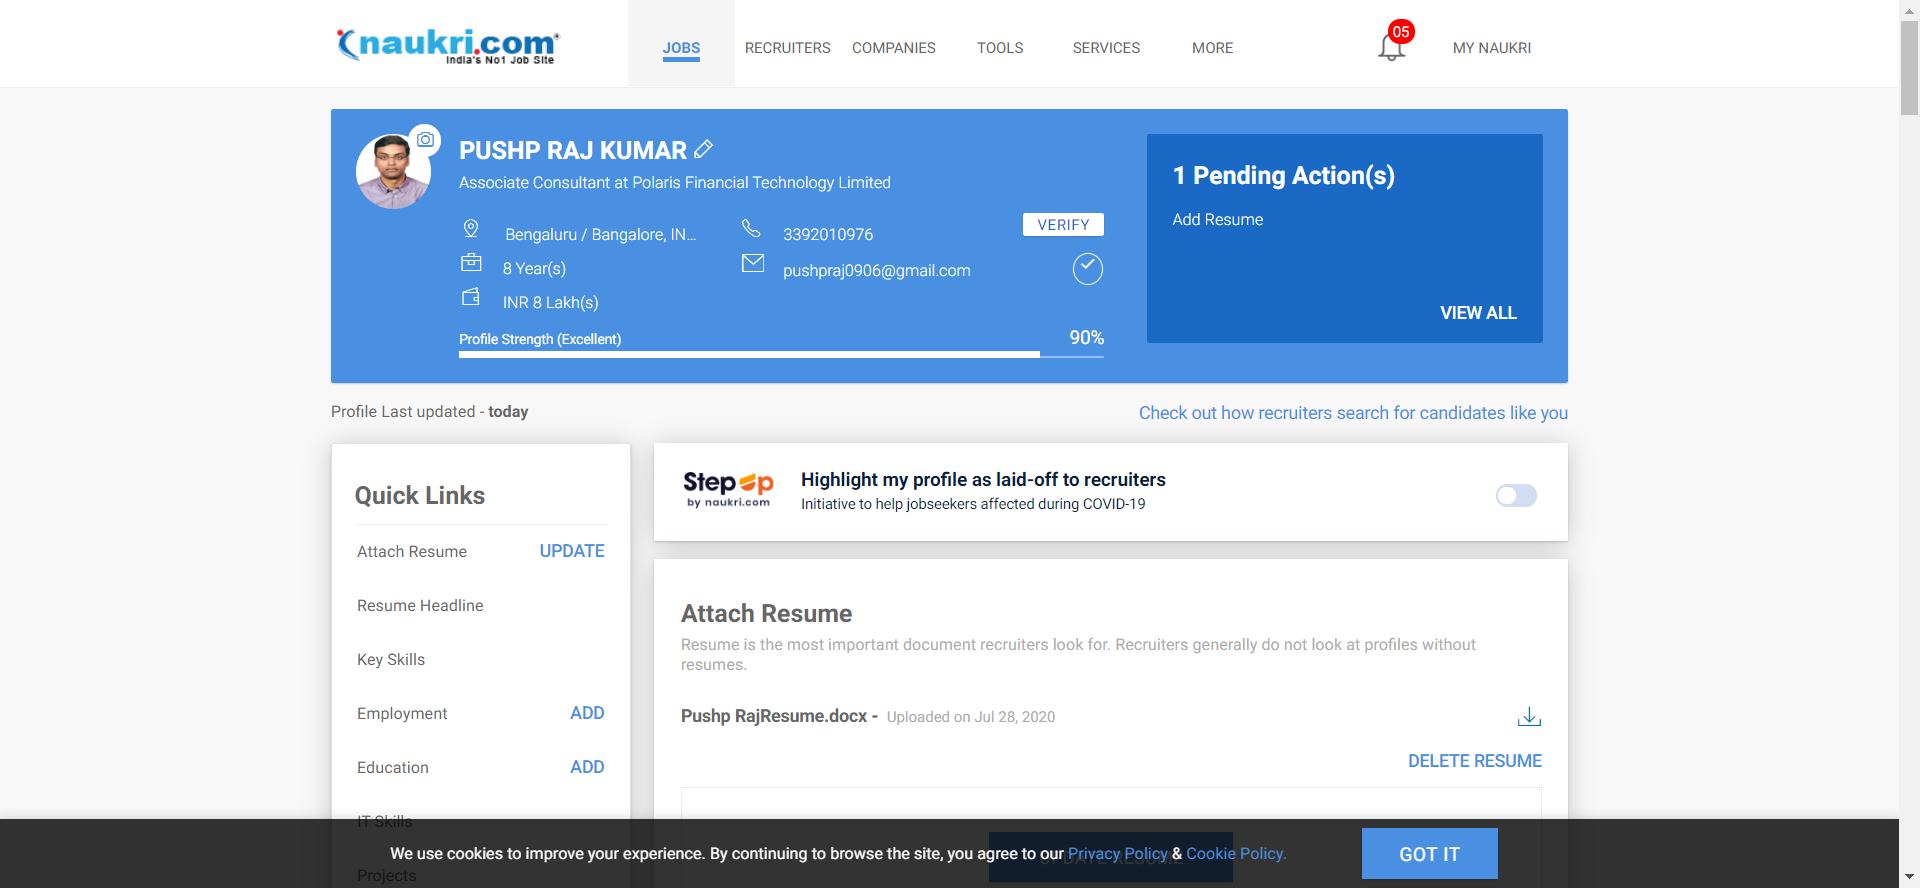 naukri.com
India's No1 Job Site
JOBS
RECRUITERS
COMPANIES
TOOLS
SERVICES
MORE
05
MY NAUKRI
PUSHP RAJ KUMAR
Associate Consultant at Polaris Financial Technology Limited
Bengaluru / Bangalore, IN...
3392010976
VERIFY
8 Year(s)
pushpraj0906@gmail.com
INR 8 Lakh(s)
Profile Strength (Excellent)
90%
1 Pending Action(s)
Add Resume
VIEW ALL
Profile Last updated - today
Check out how recruiters search for candidates like you
Quick Links
Attach Resume
UPDATE
Resume Headline
Key Skills
Employment
ADD
Education
ADD
IT Skills
Projects
Step Up
by naukri.com
Highlight my profile as laid-off to recruiters
Initiative to help jobseekers affected during COVID-19
Attach Resume
Resume is the most important document recruiters look for. Recruiters generally do not look at profiles without
resumes.
Pushp RajResume.docx - Uploaded on Jul 28, 2020
DELETE RESUME
We use cookies to improve your experience. By continuing to browse the site, you agree to our Privacy Policy & Cookie Policy.
GOT IT